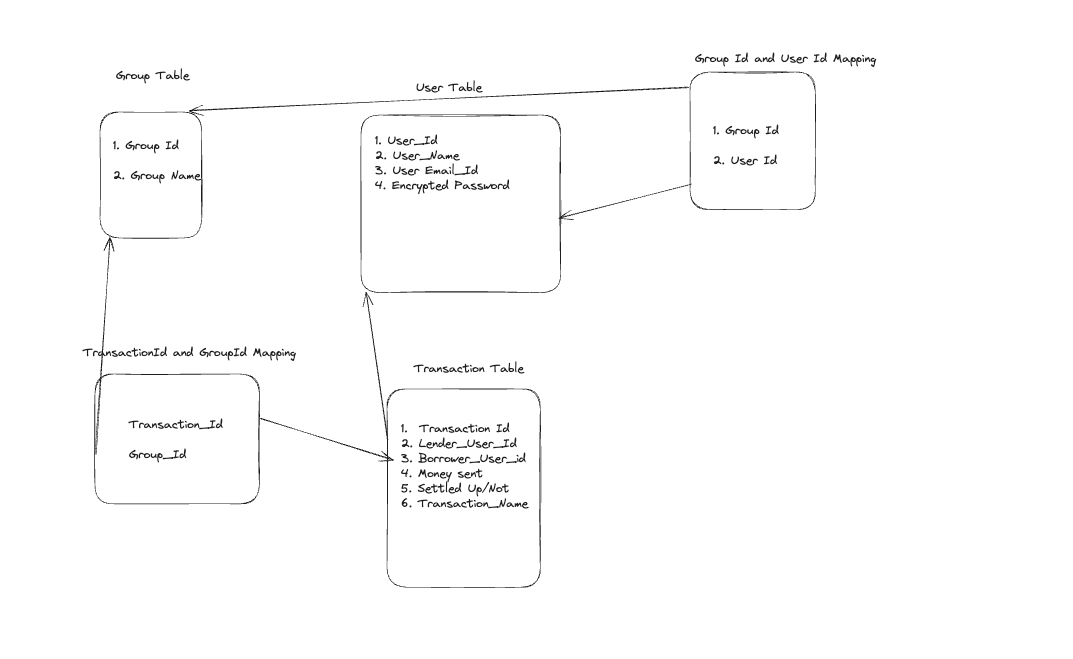 Group Table
1. Group Id
2. Group Name
User Table
1. User_Id
2. User_Name
3. User Email_Id
4. Encrypted Password
Group Id and User Id Mapping
1. Group Id
2. User Id
TransactionId and GroupId Mapping
Transaction_Id
Group_Id
Transaction Table
1. Transaction Id
2. Lender_User_Id
3. Borrower_User_id
4. Money sent
5. Settled Up/Not
6. Transaction_Name